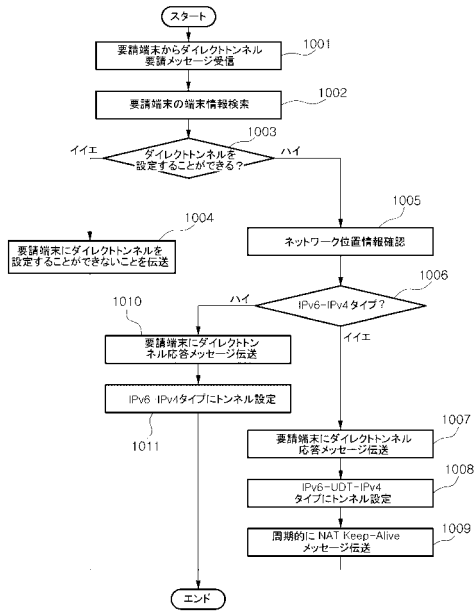 スタート
要請端末からダイレクトトンネル
要請メッセージ受信
1001
要請端末の端末情報検索
1002
1003
イイエ
ダイレクトトンネルを
設定することができる?
ハイ
1004
要請端末にダイレクトトンネルを
設定することができないことを伝送
1005
ネットワーク位置情報確認
1006
ハイ
IPv6-IPv4タイプ?
イイエ
1010
要請端末にダイレクトトン
ネル応答メッセージ伝送
IPv6-IPv4タイプにトンネル設定
1011
1007
要請端末にダイレクトトンネル
応答メッセージ伝送
1008
IPv6-UDT-IPv4
タイプにトンネル設定
1009
周期的に NAT Keep-Alive
メッセージ伝送
エンド